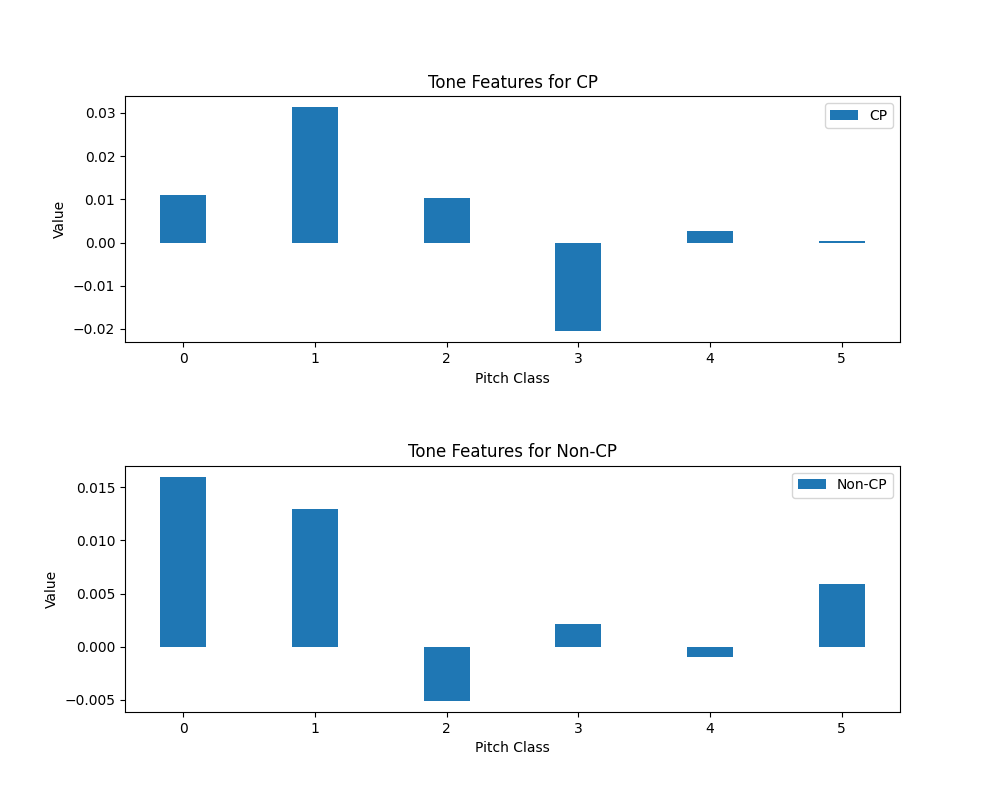 Tone Features for CP
CP
0.03
0.02
0.01
0.00
−0.01
−0.02
Value
0 1 2 3 4 5
Pitch Class
Tone Features for Non-CP
Non-CP
0.015
0.010
0.005
0.000
−0.005
Value
0 1 2 3 4 5
Pitch Class